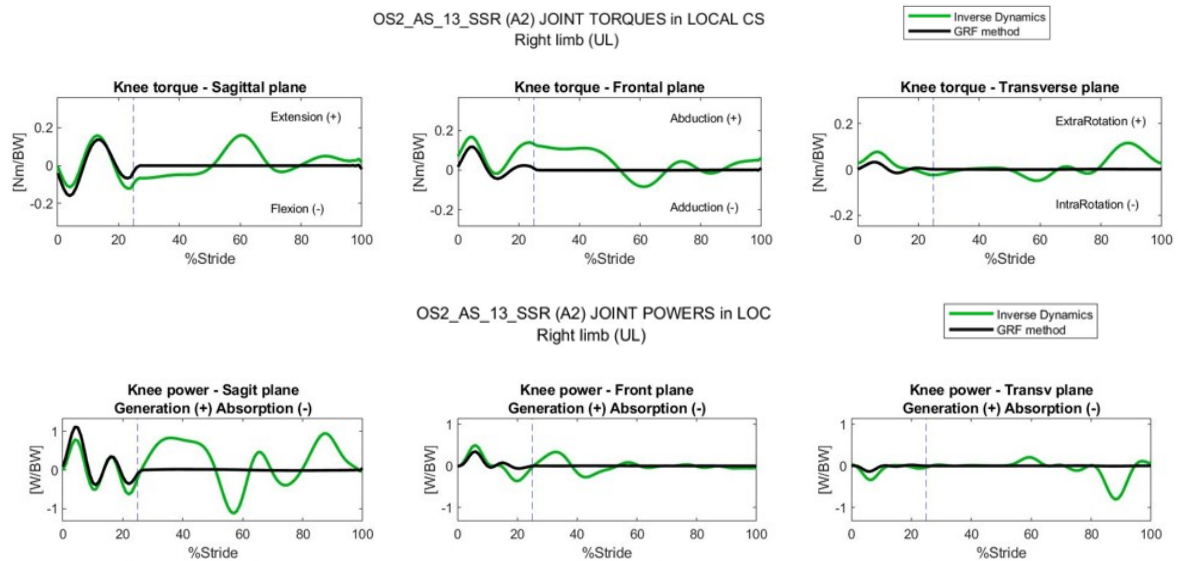 OS2_AS_13_SSR (A2) JOINT TORQUES in LOCAL CS
Right limb (UL)
Inverse Dynamics
GRF method
Knee torque - Sagittal plane
Extension (+)
Flexion (-)
[Nm/BW]
0.2
0
-0.2
0 20 40 60 80 100
%Stride
Knee torque - Frontal plane
Abduction (+)
Adduction (-)
[Nm/BW]
0.2
0
-0.2
0 20 40 60 80 100
%Stride
Knee torque - Transverse plane
ExtraRotation (+)
IntraRotation (-)
[Nm/BW]
0.2
0
-0.2
0 20 40 60 80 100
%Stride
OS2_AS_13_SSR (A2) JOINT POWERS in LOC
Right limb (UL)
Inverse Dynamics
GRF method
Knee power - Sagit plane
Generation (+) Absorption (-)
[W/BW]
1
0
-1
0 20 40 60 80 100
%Stride
Knee power - Front plane
Generation (+) Absorption (-)
[W/BW]
1
0
-1
0 20 40 60 80 100
%Stride
Knee power - Transv plane
Generation (+) Absorption (-)
[W/BW]
1
0
-1
0 20 40 60 80 100
%Stride